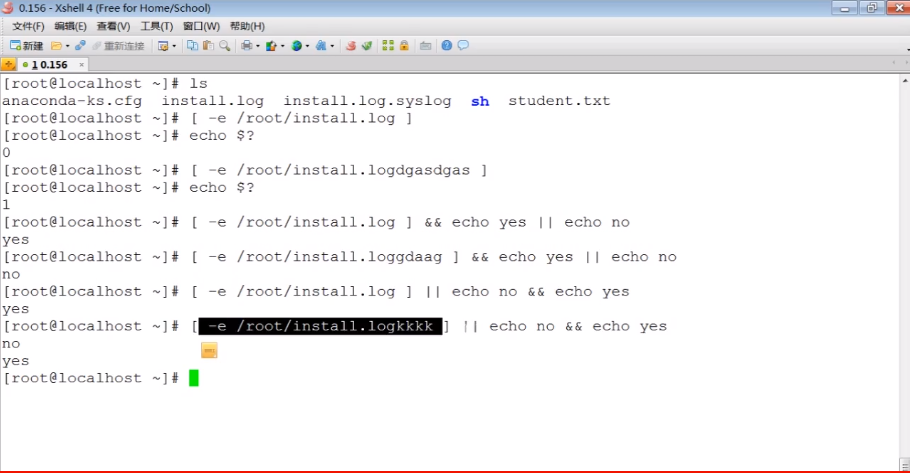 0.156 - Xshell 4 (Free for Home/School)
文件(F) 编辑(E) 查看(V) 工具(T) 窗口(W) 帮助(H)
新建 重新连接
1 0.156
[root@localhost ~]# ls
anaconda-ks.cfg install.log install.log.syslog sh student.txt
[root@localhost ~]# [ -e /root/install.log ]
[root@localhost ~]# echo $?
0
[root@localhost ~]# [ -e /root/install.logdgasdgas ]
[root@localhost ~]# echo $?
1
[root@localhost ~]# [ -e /root/install.log ] && echo yes || echo no
yes
[root@localhost ~]# [ -e /root/install.loggdaag ] && echo yes || echo no
no
[root@localhost ~]# [ -e /root/install.log ] || echo no && echo yes
yes
[root@localhost ~]# [ -e /root/install.logkkkk ] || echo no && echo yes
no
yes
[root@localhost ~]#